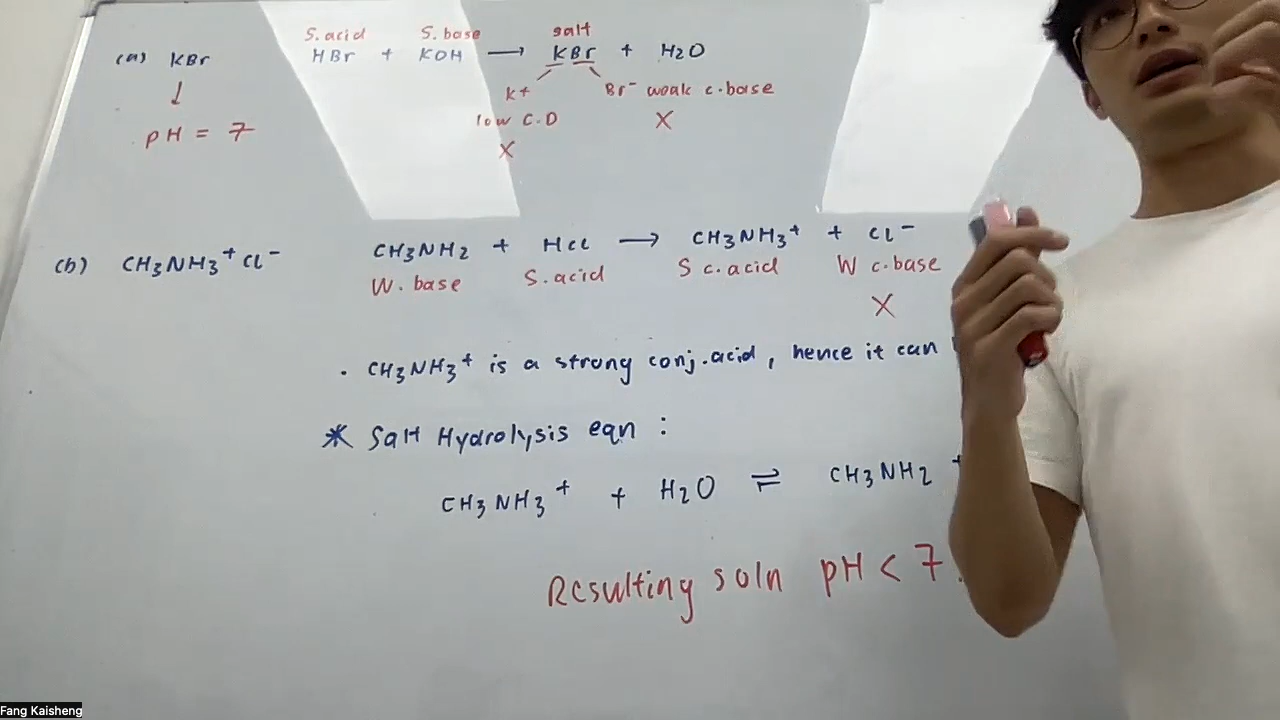 S.acid S.base salt
(a) KBr HBr + KOH ⟶ KBr + H2O
↓ K+ Br⁻ weak c.base
pH = 7 low C.D X
X
(b) CH3NH3⁺Cl⁻ CH3NH2 + HCl ⟶ CH3NH3⁺ + Cl⁻
W. base S.acid S c.acid W c.base
X
• CH3NH3⁺ is a strong conj.acid, hence it can
* Salt Hydrolysis eqn :
CH3NH3⁺ + H2O ⇌ CH3NH2 +
Resulting soln pH < 7.
Fang Kaisheng